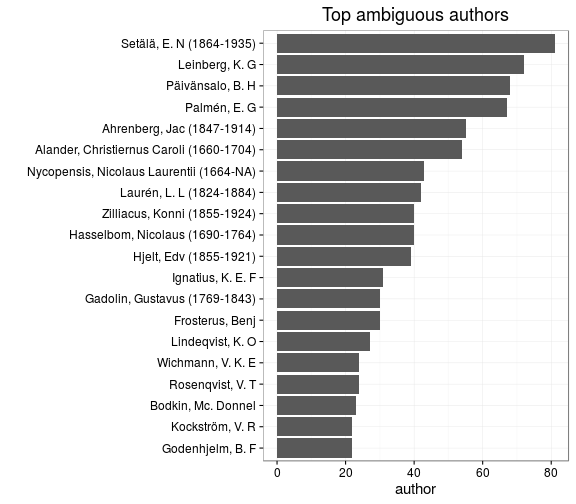 Top ambiguous authors
Setälä, E. N (1864-1935)
Leinberg, K. G
Päivänsalo, B. H
Palmén, E. G
Ahrenberg, Jac (1847-1914)
Alander, Christiernus Caroli (1660-1704)
Nycopensis, Nicolaus Laurentii (1664-NA)
Laurén, L. L (1824-1884)
Zilliacus, Konni (1855-1924)
Hasselbom, Nicolaus (1690-1764)
Hjelt, Edv (1855-1921)
Ignatius, K. E. F
Gadolin, Gustavus (1769-1843)
Frosterus, Benj
Lindeqvist, K. O
Wichmann, V. K. E
Rosenqvist, V. T
Bodkin, Mc. Donnel
Kockström, V. R
Godenhjelm, B. F
0 20 40 60 80
author